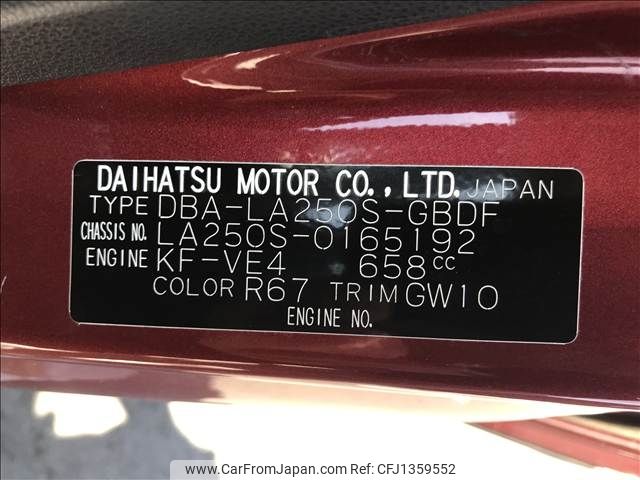 DAIHATSU MOTOR CO., LTD. JAPAN
TYPE DBA-LA250S-GBDF
CHASSIS NO. LA250S-0165192
ENGINE KF-VE4 658cc
COLOR R67 TRIM GW10
ENGINE NO.
www.CarFromJapan.com - CFJ1359552